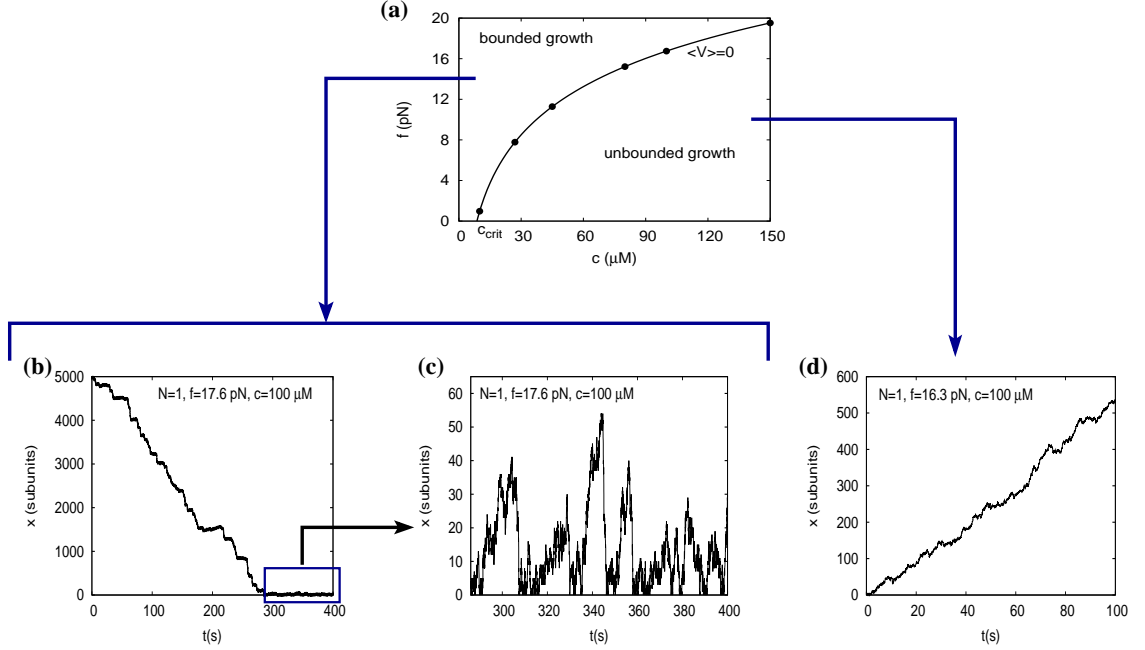 (a)
20
16
12
8
4
0
f (pN)
bounded growth
<V>=0
unbounded growth
c_crit
0 30 60 90 120 150
c (μM)
(b)
N=1, f=17.6 pN, c=100 μM
5000
4000
3000
2000
1000
0
x (subunits)
0 100 200 300 400
t(s)
(c)
N=1, f=17.6 pN, c=100 μM
60
50
40
30
20
10
0
x (subunits)
300 320 340 360 380 400
t(s)
(d)
N=1, f=16.3 pN, c=100 μM
600
500
400
300
200
100
0
x (subunits)
0 20 40 60 80 100
t(s)